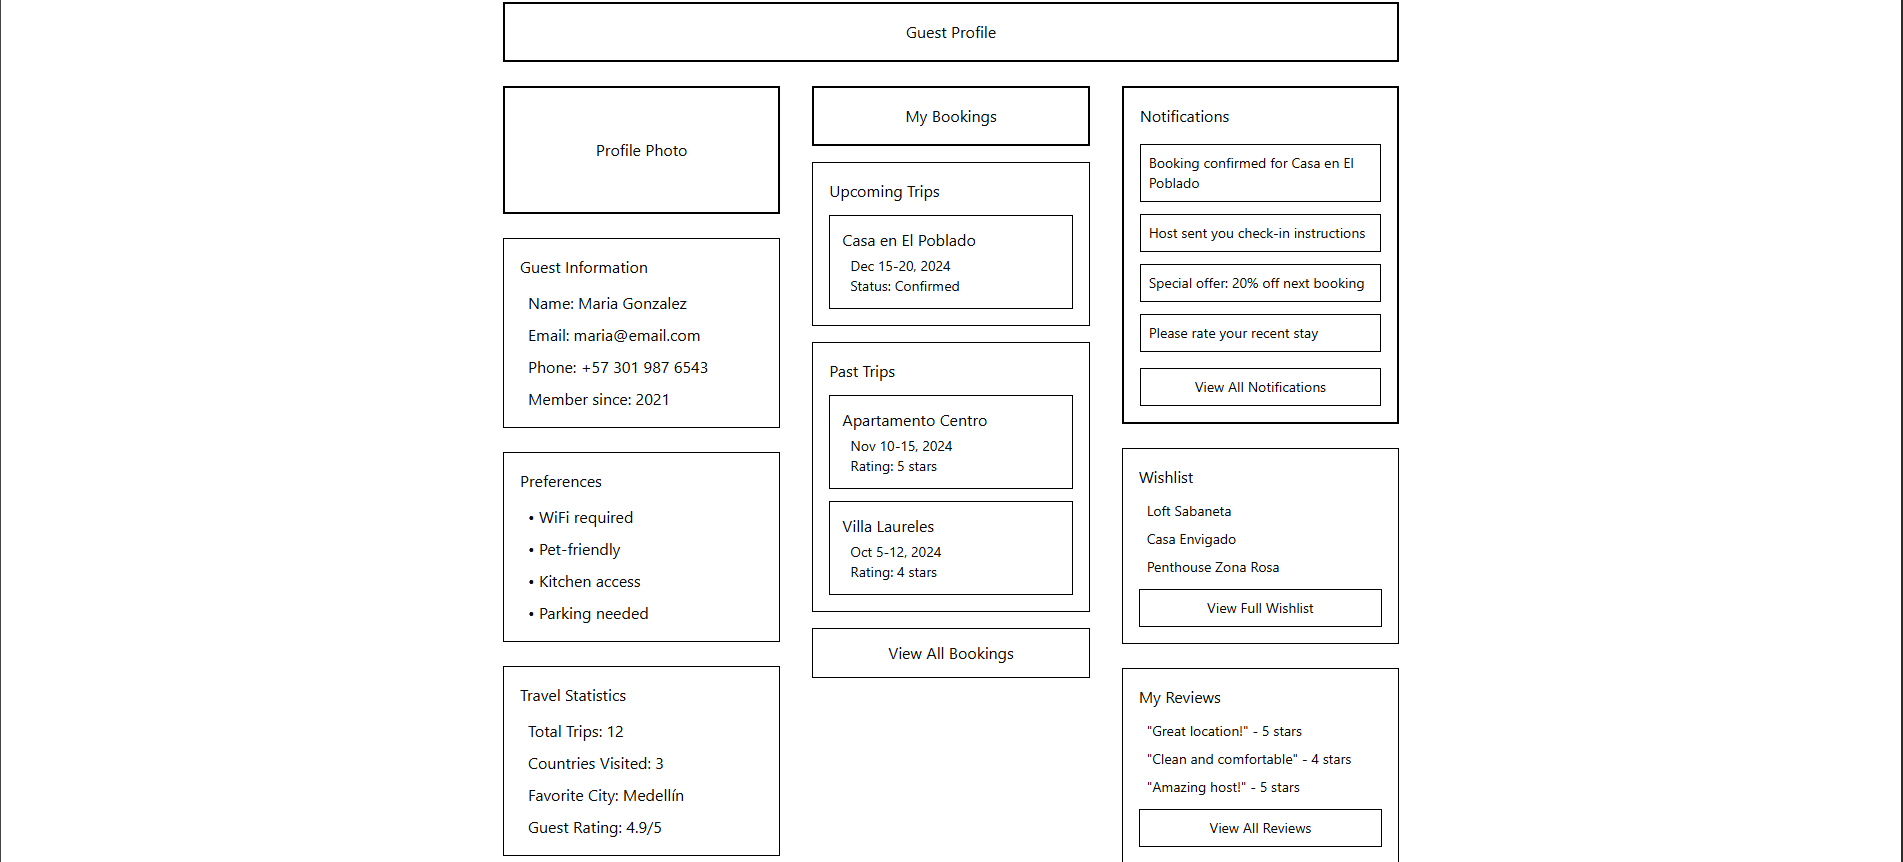 Guest Profile
Profile Photo
Guest Information
Name: Maria Gonzalez
Email: maria@email.com
Phone: +57 301 987 6543
Member since: 2021
Preferences
• WiFi required
• Pet-friendly
• Kitchen access
• Parking needed
Travel Statistics
Total Trips: 12
Countries Visited: 3
Favorite City: Medellín
Guest Rating: 4.9/5
My Bookings
Upcoming Trips
Casa en El Poblado
Dec 15-20, 2024
Status: Confirmed
Past Trips
Apartamento Centro
Nov 10-15, 2024
Rating: 5 stars
Villa Laureles
Oct 5-12, 2024
Rating: 4 stars
View All Bookings
Notifications
Booking confirmed for Casa en El
Poblado
Host sent you check-in instructions
Special offer: 20% off next booking
Please rate your recent stay
View All Notifications
Wishlist
Loft Sabaneta
Casa Envigado
Penthouse Zona Rosa
View Full Wishlist
My Reviews
"Great location!" - 5 stars
"Clean and comfortable" - 4 stars
"Amazing host!" - 5 stars
View All Reviews